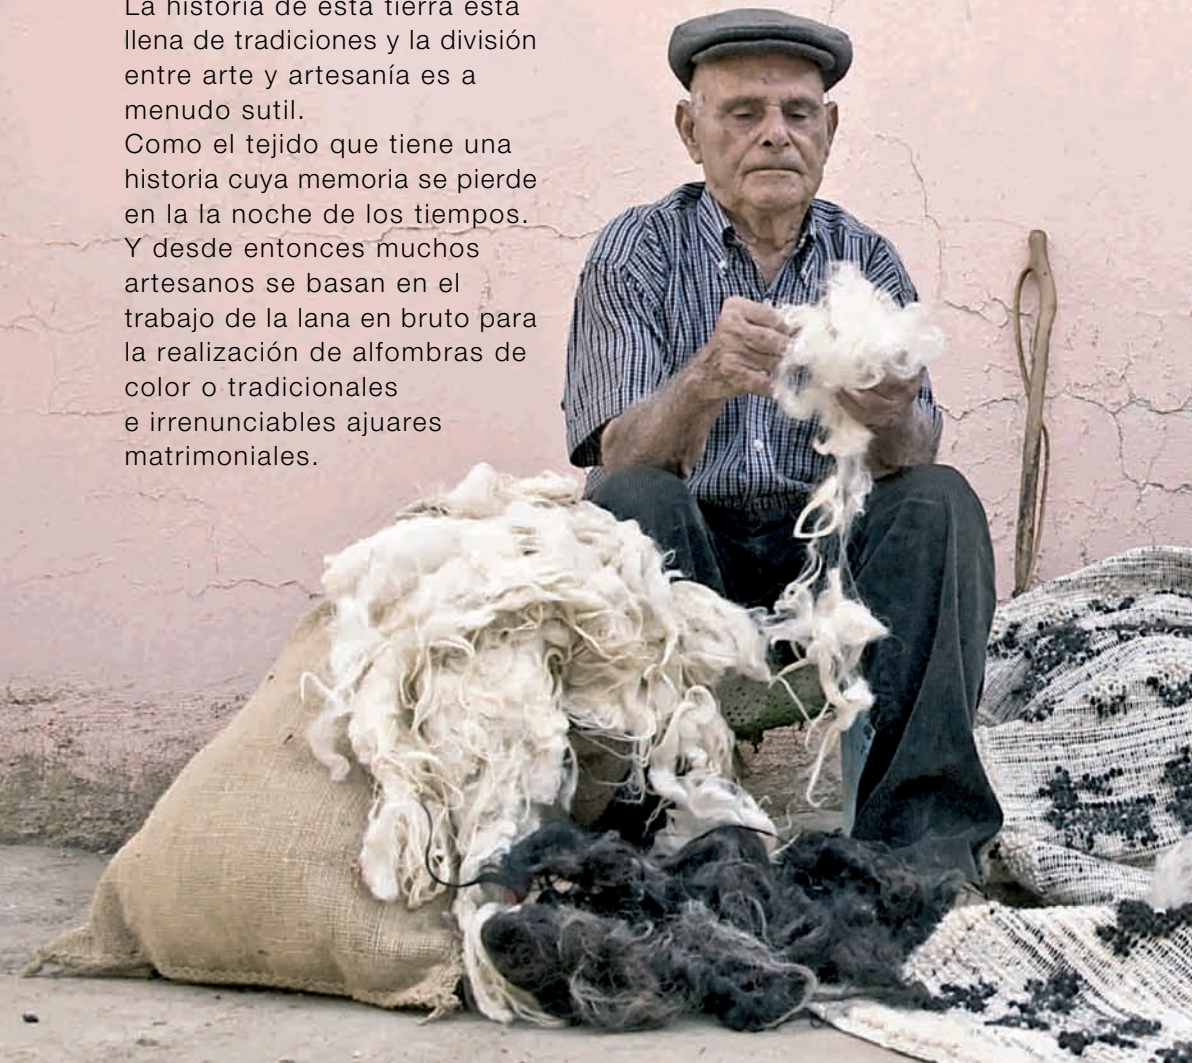 La historia de esta tierra está
llena de tradiciones y la división
entre arte y artesanía es a
menudo sutil.
Como el tejido que tiene una
historia cuya memoria se pierde
en la la noche de los tiempos.
Y desde entonces muchos
artesanos se basan en el
trabajo de la lana en bruto para
la realización de alfombras de
color o tradicionales
e irrenunciables ajuares
matrimoniales.